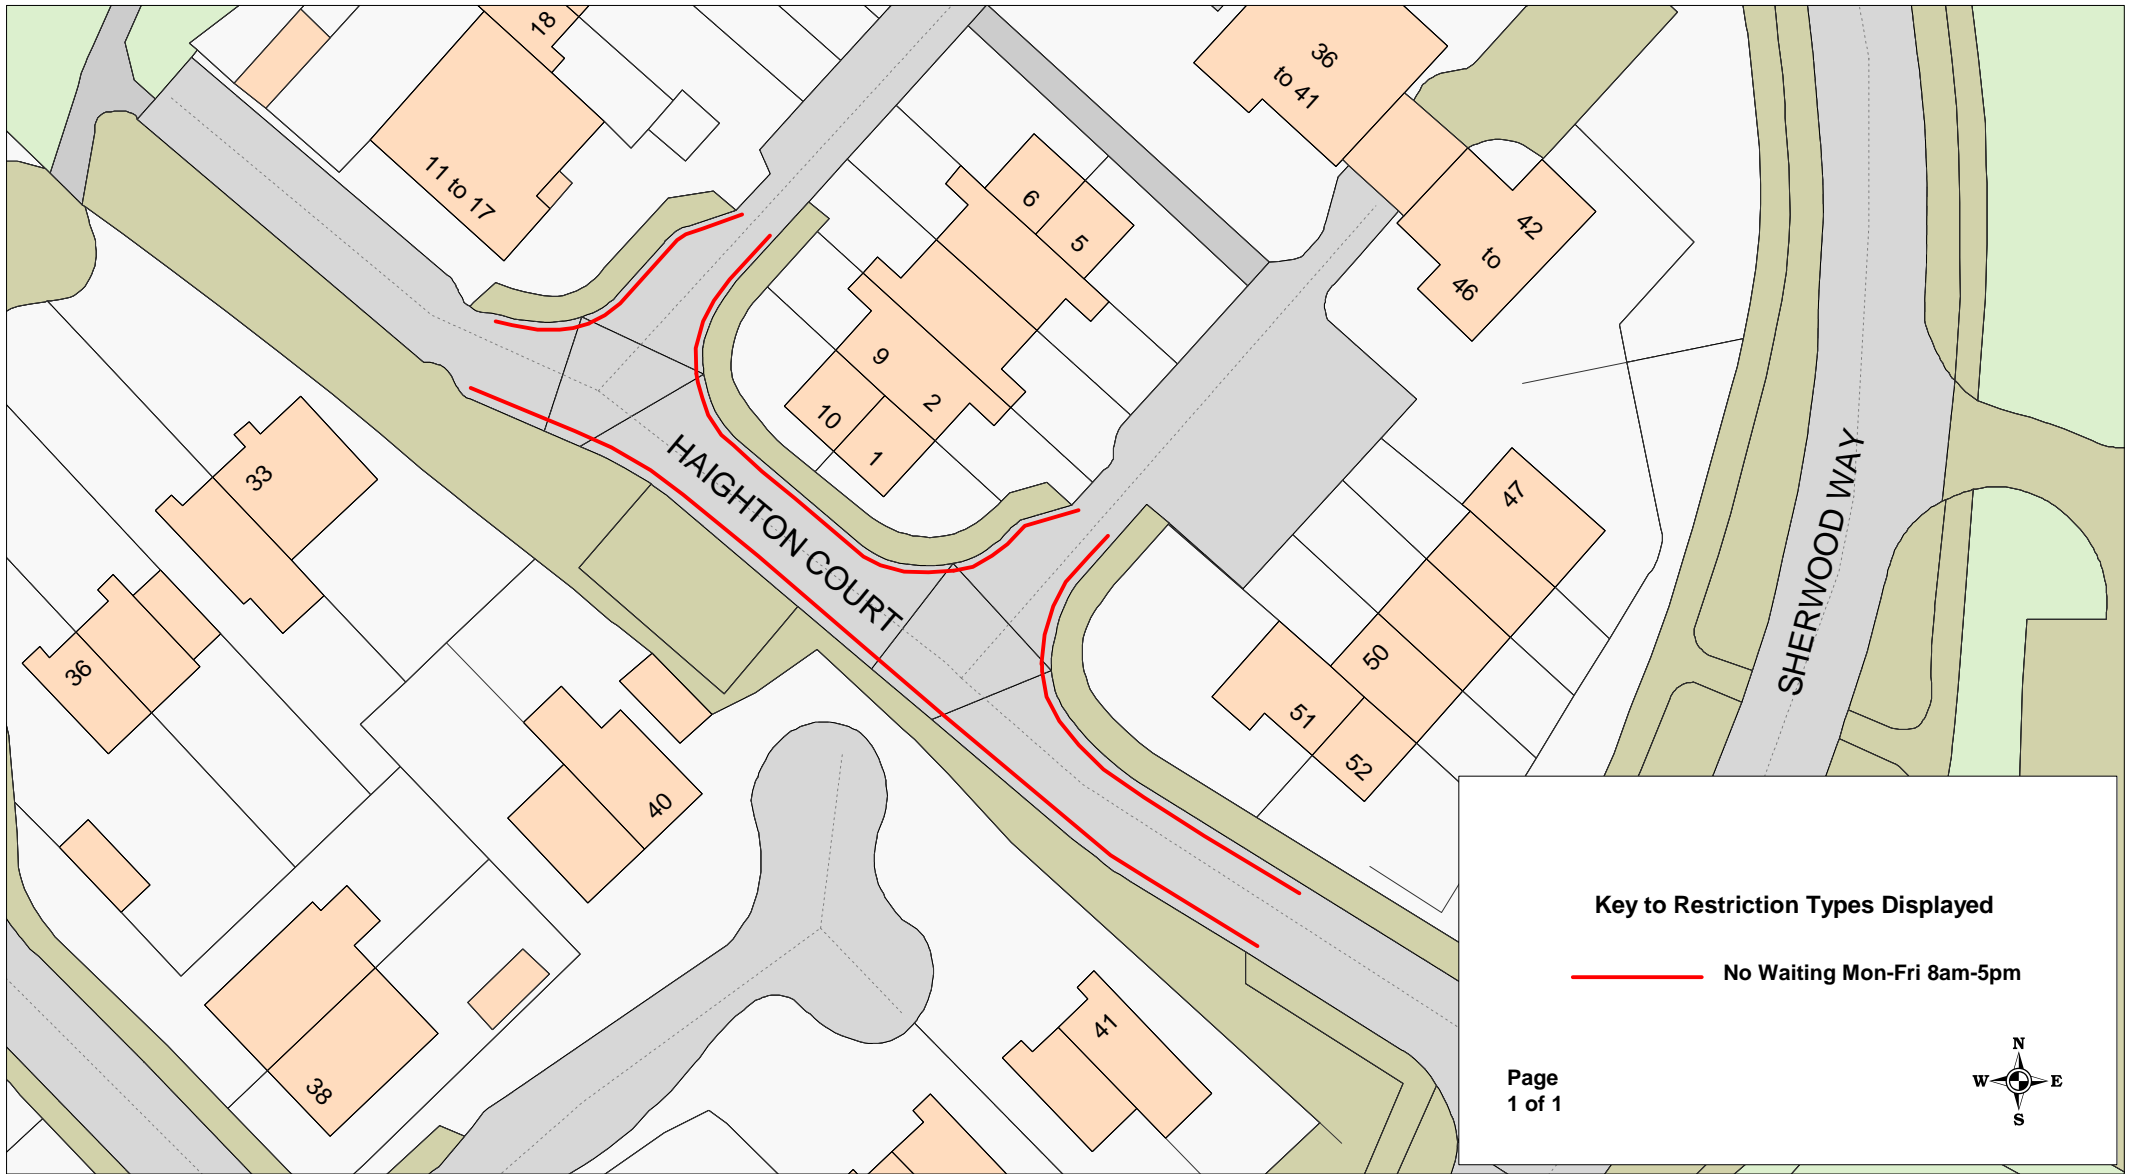 18
36
to 41
11 to 17
6
5
42
to
46
9
2
10
1
33
47
HAIGHTON COURT
SHERWOOD WAY
36
50
51
52
40
38
41
Key to Restriction Types Displayed
No Waiting Mon-Fri 8am-5pm
Page
1 of 1
N
W E
S